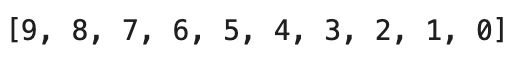 [9, 8, 7, 6, 5, 4, 3, 2, 1, 0]